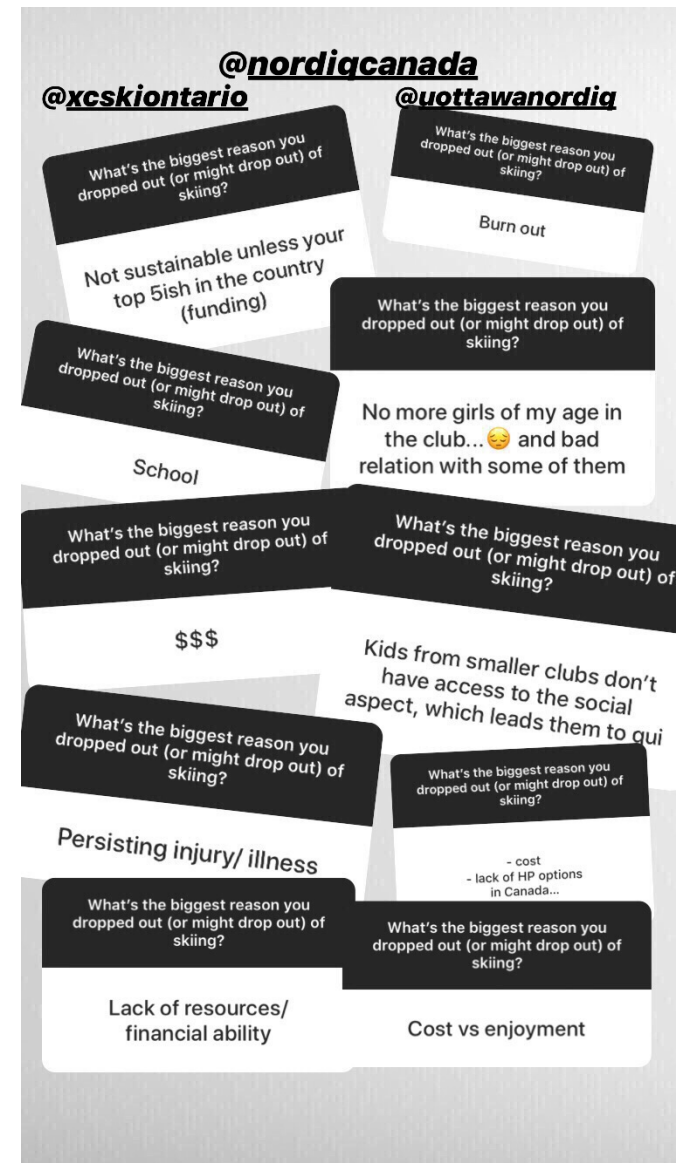 @nordiqcanada
@xcskiontario
@uottawanordiq
What's the biggest reason you
dropped out (or might drop out) of
skiing?
Not sustainable unless your
top 5ish in the country
(funding)
What's the biggest reason you
dropped out (or might drop out) of
skiing?
Burn out
What's the biggest reason you
dropped out (or might drop out) of
skiing?
No more girls of my age in
the club...😔 and bad
relation with some of them
What's the biggest reason you
dropped out (or might drop out) of
skiing?
School
What's the biggest reason you
dropped out (or might drop out) of
skiing?
$$$
What's the biggest reason you
dropped out (or might drop out) of
skiing?
Kids from smaller clubs don't
have access to the social
aspect, which leads them to qui
What's the biggest reason you
dropped out (or might drop out) of
skiing?
Persisting injury/ illness
What's the biggest reason you
dropped out (or might drop out) of
skiing?
- cost
- lack of HP options
in Canada...
What's the biggest reason you
dropped out (or might drop out) of
skiing?
Lack of resources/
financial ability
What's the biggest reason you
dropped out (or might drop out) of
skiing?
Cost vs enjoyment